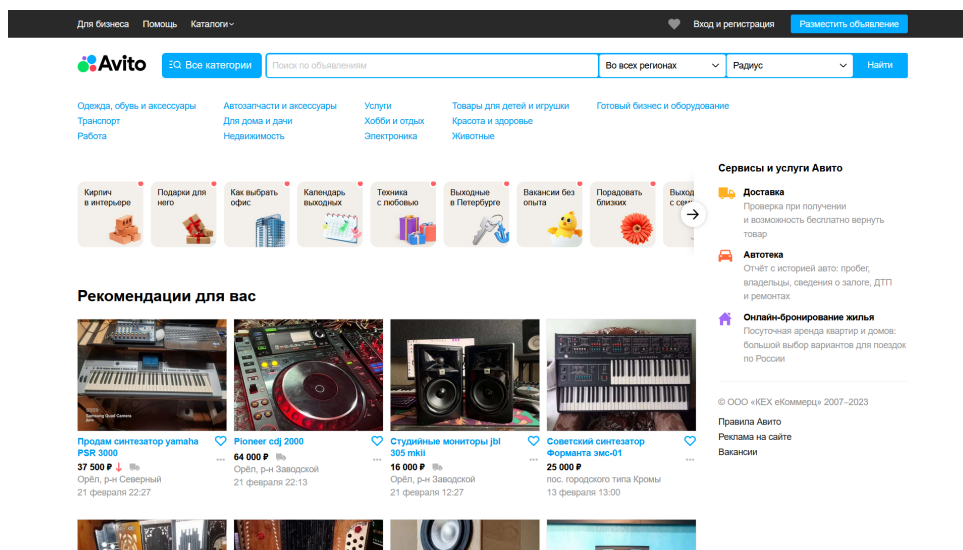 Для бизнеса Помощь Каталоги
Вход и регистрация
Разместить объявление
Avito
Все категории
Поиск по объявлениям
Во всех регионах
Радиус
Найти
Одежда, обувь и аксессуары
Автозапчасти и аксессуары
Услуги
Товары для детей и игрушки
Готовый бизнес и оборудование
Транспорт
Для дома и дачи
Хобби и отдых
Красота и здоровье
Работа
Недвижимость
Электроника
Животные
Кирпич
в интерьере
Подарки для
него
Как выбрать
офис
Календарь
выходных
Техника
с любовью
Выходные
в Петербурге
Вакансии без
опыта
Порадовать
близких
Выход
с сем
Сервисы и услуги Авито
Доставка
Проверка при получении
и возможность бесплатно вернуть
товар
Автотека
Отчёт с историей авто: пробег,
владельцы, сведения о залоге, ДТП
и ремонтах
Онлайн-бронирование жилья
Посуточная аренда квартир и домов:
большой выбор вариантов для поездок
по России
© ООО «КЕХ еКоммерц» 2007–2023
Правила Авито
Реклама на сайте
Вакансии
Рекомендации для вас
Samsung Quad Camera
Продам синтезатор yamaha
PSR 3000
37 500 ₽
Орёл, р-н Северный
21 февраля 22:27
Pioneer cdj 2000
64 000 ₽
Орёл, р-н Заводской
21 февраля 22:13
Студийные мониторы jbl
305 mkii
16 000 ₽
Орёл, р-н Заводской
21 февраля 12:27
Советский синтезатор
Форманта эмс-01
25 000 ₽
пос. городского типа Кромы
13 февраля 13:00